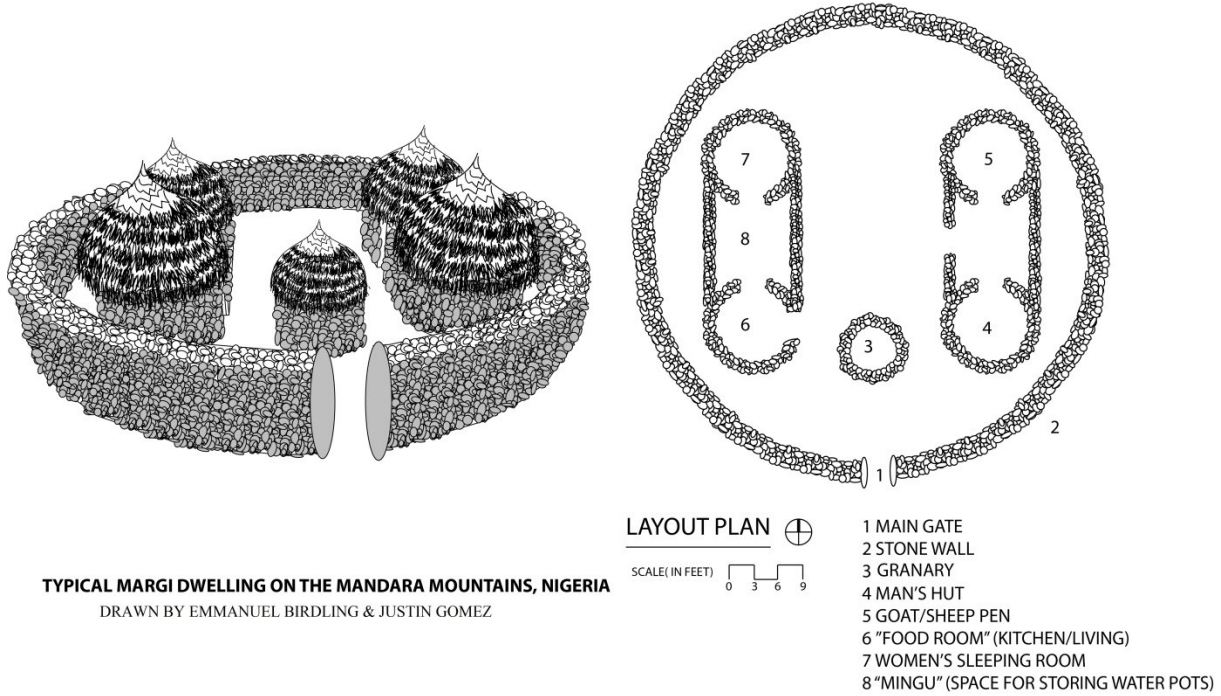 7
5
8
6
3
4
2
1
LAYOUT PLAN
SCALE( IN FEET)
0 3 6 9
1 MAIN GATE
2 STONE WALL
3 GRANARY
4 MAN'S HUT
5 GOAT/SHEEP PEN
6 "FOOD ROOM" (KITCHEN/LIVING)
7 WOMEN'S SLEEPING ROOM
8 "MINGU" (SPACE FOR STORING WATER POTS)
TYPICAL MARGI DWELLING ON THE MANDARA MOUNTAINS, NIGERIA
DRAWN BY EMMANUEL BIRDLING & JUSTIN GOMEZ